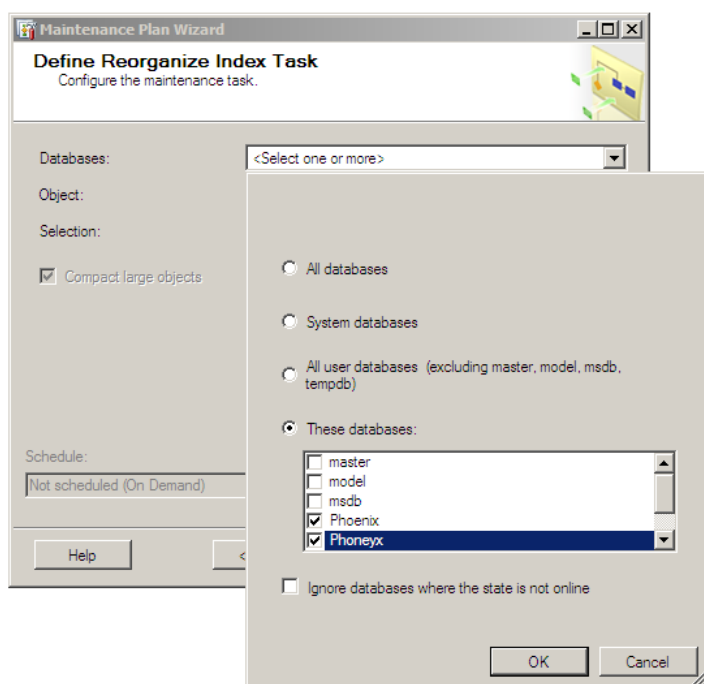 Maintenance Plan Wizard
Define Reorganize Index Task
Configure the maintenance task.
Databases:
<Select one or more>
Object:
Selection:
Compact large objects
All databases
System databases
All user databases (excluding master, model, msdb,
tempdb)
These databases:
master
model
msdb
Phoenix
Phoneyx
Schedule:
Not scheduled (On Demand)
Help
<
Ignore databases where the state is not online
OK
Cancel